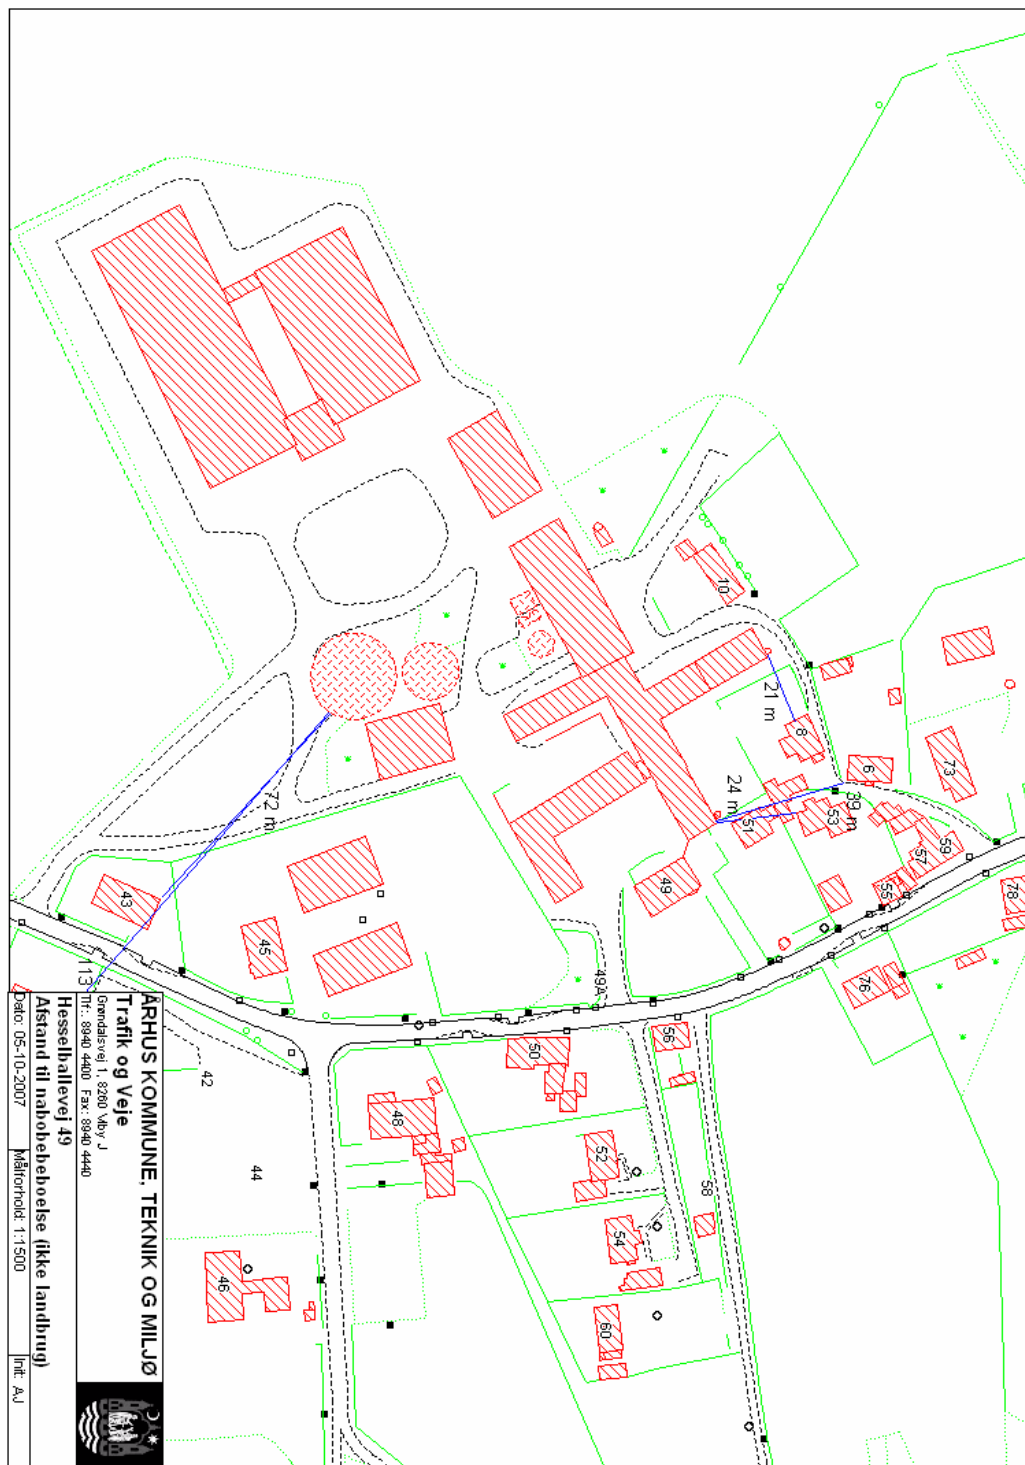 10
21 m
8
6
73
24 m
39 m
53
51
59
57
55
78
49
76
72 m
43
45
49A
113
56
50
42
48
52
58
44
54
46
60
ÅRHUS KOMMUNE, TEKNIK OG MILJØ
Trafik og Veje
Grøndalsvej 1, 8260 Viby J
Tlf.: 8940 4400 Fax: 8940 4440
Hesselballevej 49
Afstand til nabobebeboelse (ikke landbrug)
Dato: 05-10-2007 Målforhold: 1:1500 Init: AJ